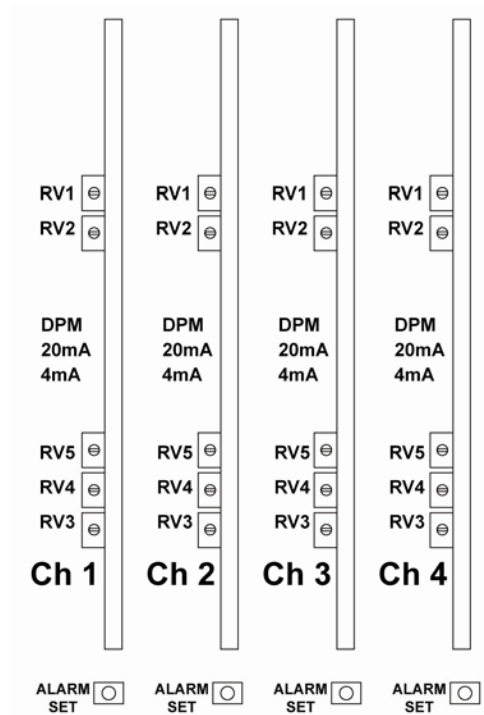 RV1 RV1 RV1 RV1
RV2 RV2 RV2 RV2
DPM DPM DPM DPM
20mA 20mA 20mA 20mA
4mA 4mA 4mA 4mA
RV5 RV5 RV5 RV5
RV4 RV4 RV4 RV4
RV3 RV3 RV3 RV3
Ch 1 Ch 2 Ch 3 Ch 4
ALARM ALARM ALARM ALARM
SET SET SET SET